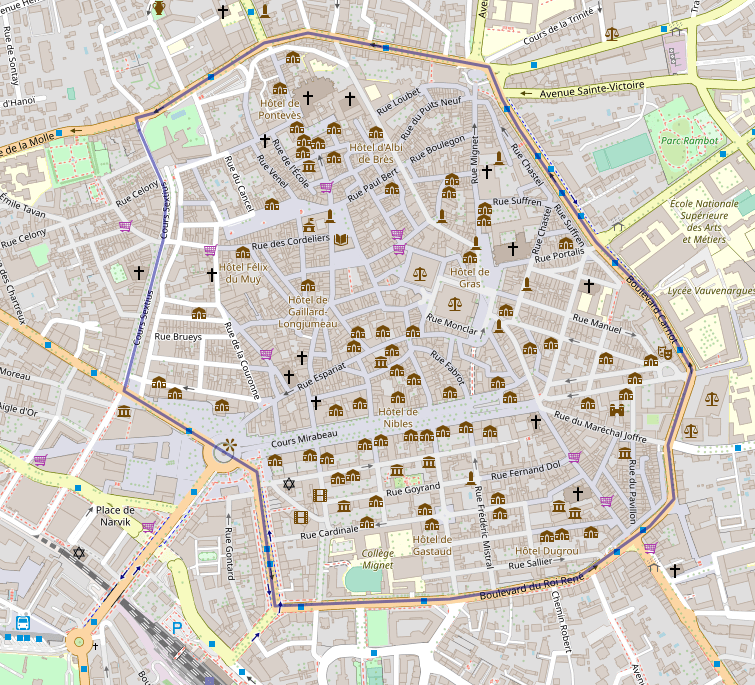 venue Henr
Rue de Sontay
d'Hanoi
e de la Molle
Aven
Cours de la Trinité
Tra
Avenue Sainte-Victoire
Parc Rambot
Hôtel de
Pontevès
Rue Loubet
Rue du Puits Neuf
Hôtel d'Albi
de Brès
Rue Boulegon
Rue Mignet
Rue Chastel
Rue de l'École
Rue Venel
Rue Paul Bert
Rue du Cancel
Rue Celony
Émile Tavan
Rue Celony
Cours Sextius
Rue Suffren
Rue Chastel
Rue Suffren
École Nationale
Supérieure
des Arts
et Métiers
Rue des Cordeliers
Hôtel Félix
du Muy
Rue Portalis
Hôtel de
Gras
Boulevard Carnot
Lycée Vauvenargues
e des Chartreux
Cours Sextius
Hôtel de
Gaillard-
Longjumeau
Rue Monclar
Rue Manuel
Rue Brueys
Rue de la Couronne
Rue Espariat
Rue Fabrot
Moreau
Aigle d'Or
Hôtel de
Nibles
Cours Mirabeau
Rue du Maréchal Joffre
Rue Fernand Dol
Rue du Pavillon
Rue Goyrand
Rue Frédéric Mistral
Place de
Narvik
Rue Gontard
Rue Cardinale
Hôtel de
Gastaud
Collège
Mignet
Hôtel Dugrou
Rue Sallier
Boulevard du Roi René
Chemin Robert
P
Bou
Aven